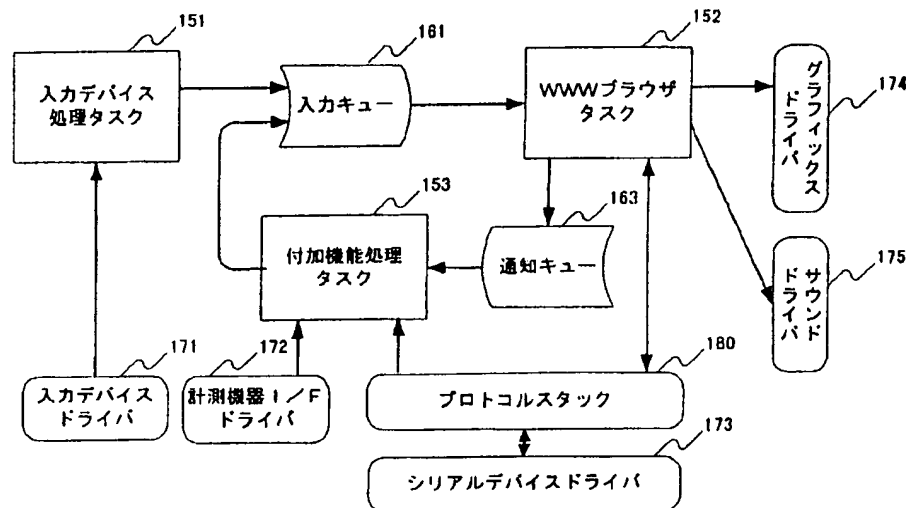 151
入力デバイス
処理タスク
161
入力キュー
152
WWWブラウザ
タスク
グラフィックス
ドライバ
174
153
付加機能処理
タスク
163
通知キュー
サウンド
ドライバ
175
171
入力デバイス
ドライバ
172
計測機器I/F
ドライバ
180
プロトコルスタック
173
シリアルデバイスドライバ